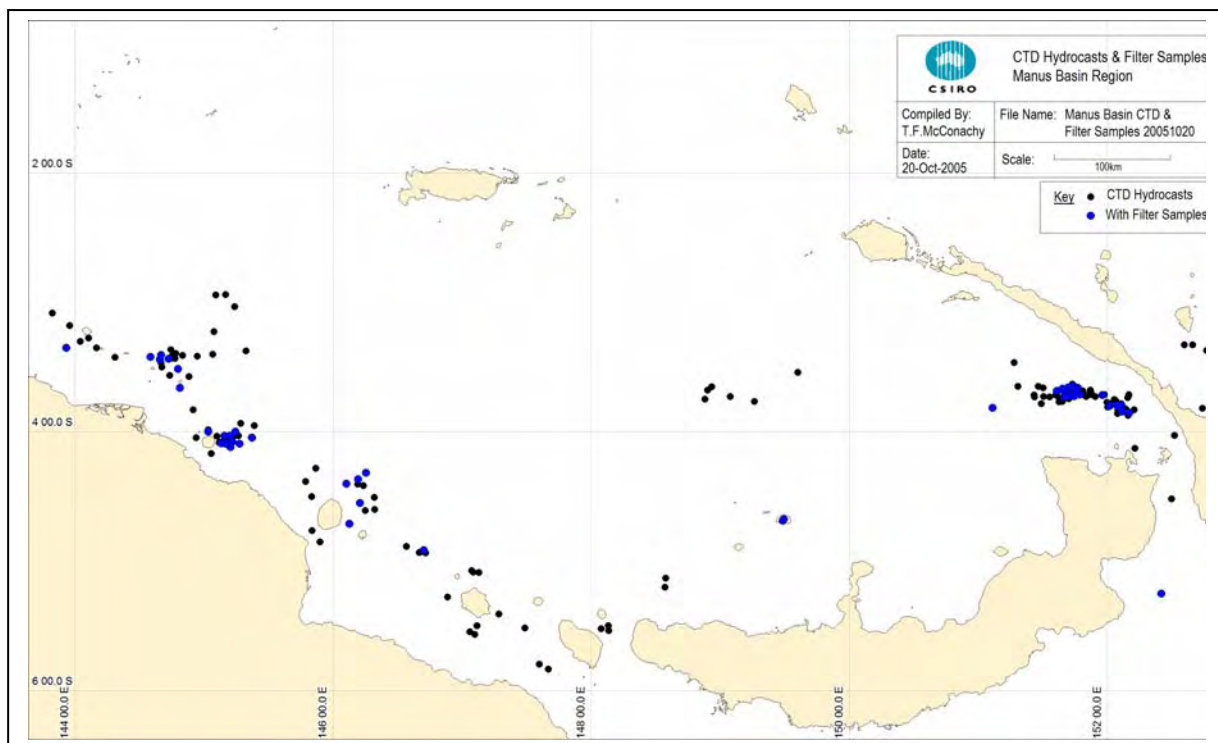 CSIRO
CTD Hydrocasts & Filter Samples
Manus Basin Region
Compiled By:
T.F.McConachy
File Name: Manus Basin CTD &
Filter Samples 20051020
Date:
20-Oct-2005
Scale:
100km
Key
CTD Hydrocasts
With Filter Samples
2 00.0 S
4 00.0 S
6 00.0 S
144 00.0 E
146 00.0 E
148 00.0 E
150 00.0 E
152 00.0 E